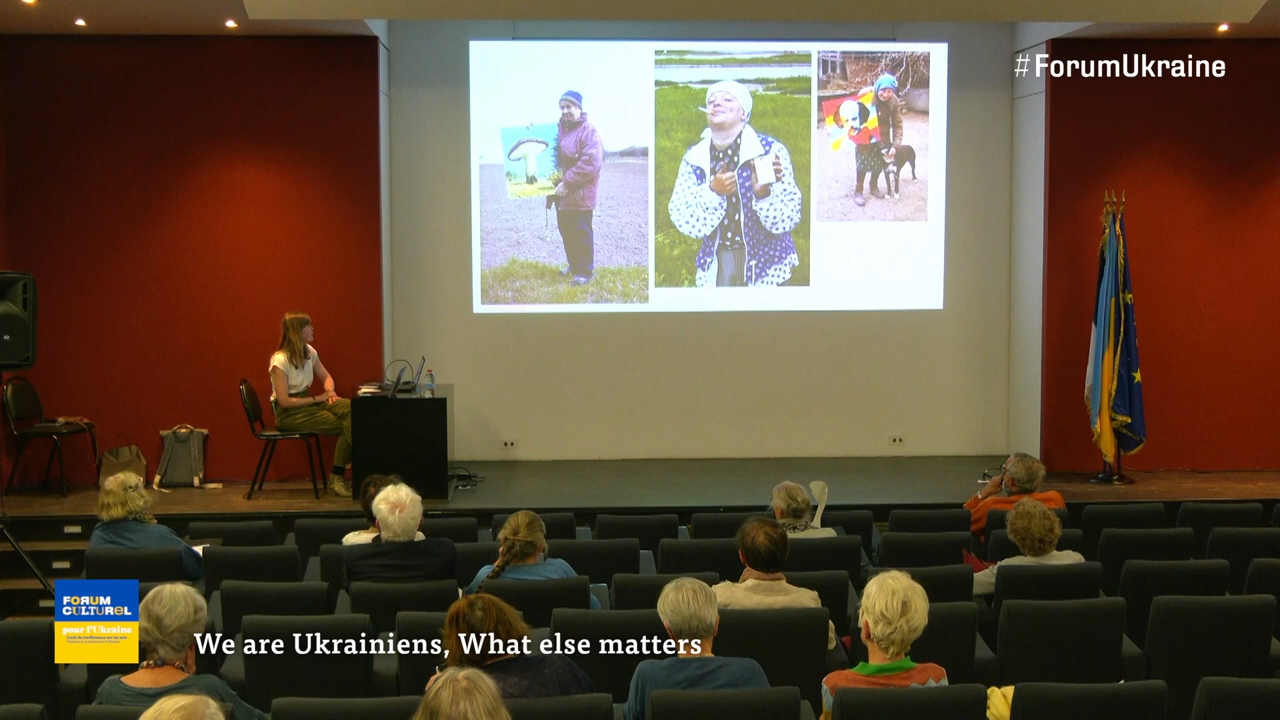 #ForumUkraine
FORUM
CULTUREL
pour l'Ukraine
We are Ukrainiens, What else matters